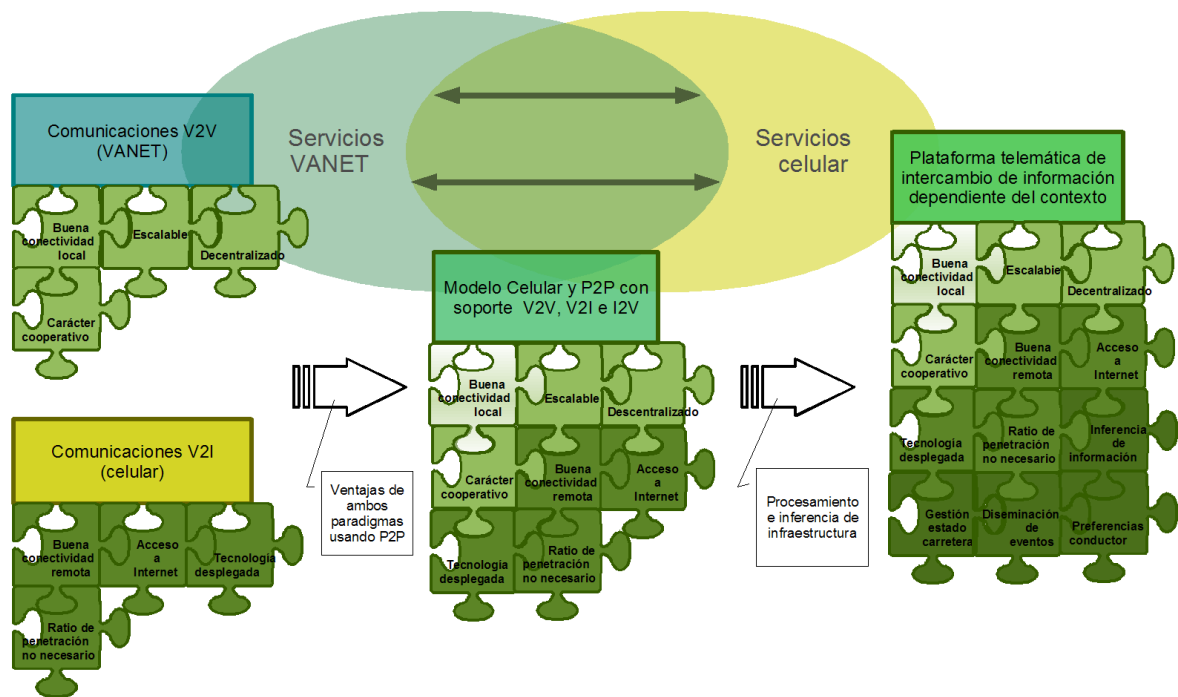 Servicios
VANET
Servicios
celular
Comunicaciones V2V
(VANET)
Buena
conectividad
local
Escalable
Decentralizado
Carácter
cooperativo
Comunicaciones V2I
(celular)
Buena
conectividad
remota
Acceso
a
Internet
Tecnología
desplegada
Ratio de
penetración
no necesario
Ventajas de
ambos
paradigmas
usando P2P
Modelo Celular y P2P con
soporte V2V, V2I e I2V
Buena
conectividad
local
Escalable
Descentralizado
Carácter
cooperativo
Buena
conectividad
remota
Acceso
a
Internet
Tecnología
desplegada
Ratio de
penetración
no necesario
Procesamiento
e inferencia de
infraestructura
Plataforma telemática de
intercambio de información
dependiente del contexto
Buena
conectividad
local
Escalable
Decentralizado
Carácter
cooperativo
Buena
conectividad
remota
Acceso
a
Internet
Tecnología
desplegada
Ratio de
penetración
no necesario
Inferencia
de
información
Gestión
estado
carretera
Diseminación
de
eventos
Preferencias
conductor